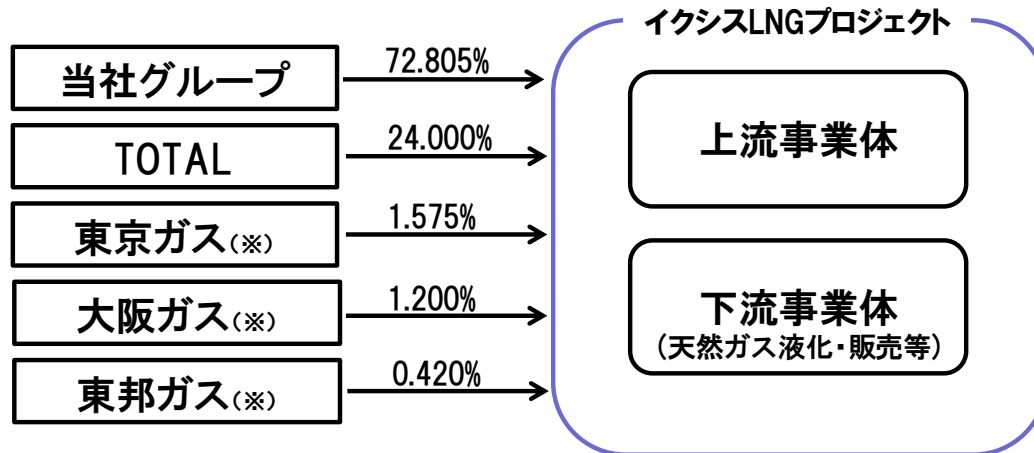 イクシスLNGプロジェクト
当社グループ
72.805%
TOTAL
24.000%
東京ガス(※)
1.575%
大阪ガス(※)
1.200%
東邦ガス(※)
0.420%
上流事業体
下流事業体
(天然ガス液化・販売等)